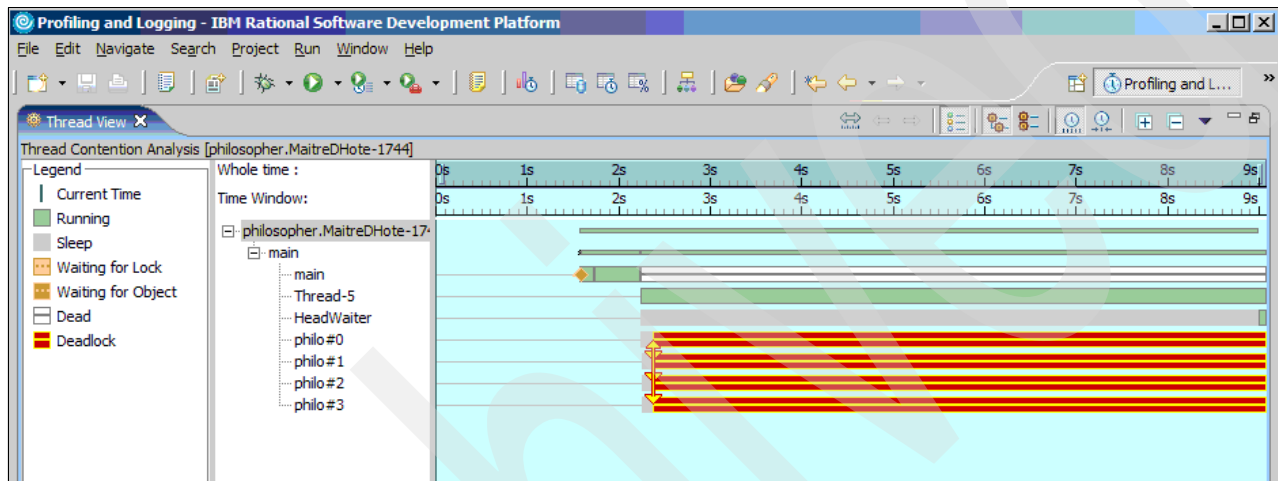 Profiling and Logging - IBM Rational Software Development Platform
File Edit Navigate Search Project Run Window Help
Profiling and L... »
Thread View
Thread Contention Analysis [philosopher.MaitreDHote-1744]
Legend
Current Time
Running
Sleep
Waiting for Lock
Waiting for Object
Dead
Deadlock
Whole time : 0s 1s 2s 3s 4s 5s 6s 7s 8s 9s
Time Window: 0s 1s 2s 3s 4s 5s 6s 7s 8s 9s
philosopher.MaitreDHote-17
main
main
Thread-5
HeadWaiter
philo#0
philo#1
philo#2
philo#3